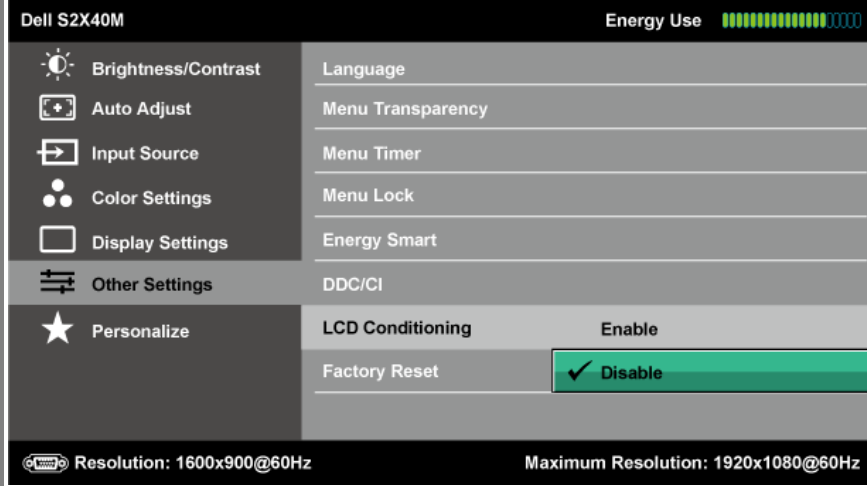 Dell S2X40M Energy Use
Brightness/Contrast Language
Auto Adjust Menu Transparency
Input Source Menu Timer
Color Settings Menu Lock
Display Settings Energy Smart
Other Settings DDC/CI
Personalize LCD Conditioning Enable
Factory Reset Disable
Resolution: 1600x900@60Hz Maximum Resolution: 1920x1080@60Hz